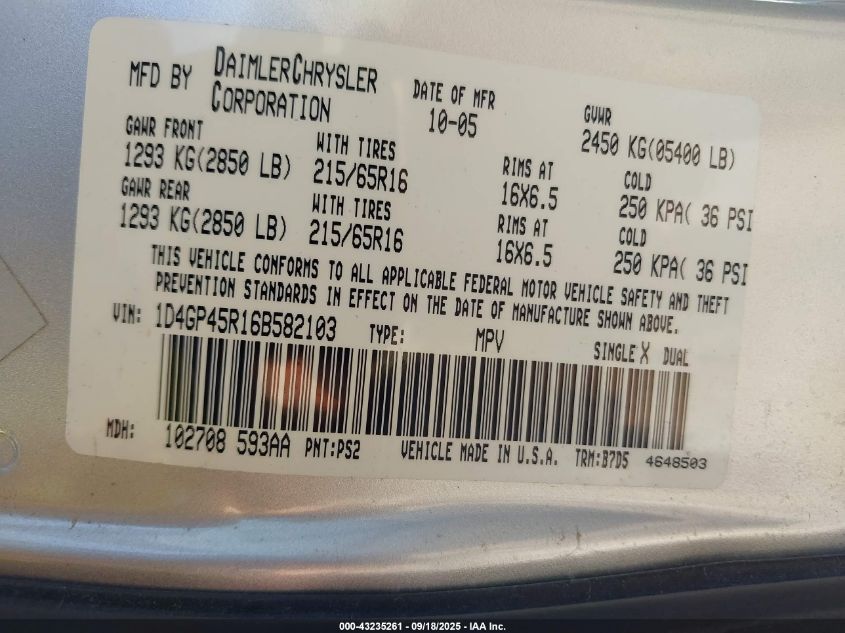 MFD BY DAIMLERCHRYSLER CORPORATION
DATE OF MFR 10-05
GVWR 2450 KG(05400 LB)
GAWR FRONT WITH TIRES RIMS AT COLD
1293 KG(2850 LB) 215/65R16 16X6.5 250 KPA( 36 PSI
GAWR REAR WITH TIRES RIMS AT COLD
1293 KG(2850 LB) 215/65R16 16X6.5 250 KPA( 36 PSI
THIS VEHICLE CONFORMS TO ALL APPLICABLE FEDERAL MOTOR VEHICLE SAFETY AND THEFT
PREVENTION STANDARDS IN EFFECT ON THE DATE OF MANUFACTURE SHOWN ABOVE.
VIN: 1D4GP45R16B582103 TYPE: MPV SINGLE X DUAL
MDH: 102708 593AA PNT:PS2 VEHICLE MADE IN U.S.A. TRM:B7D5 4648503
000-43235261 - 09/18/2025 - IAA Inc.